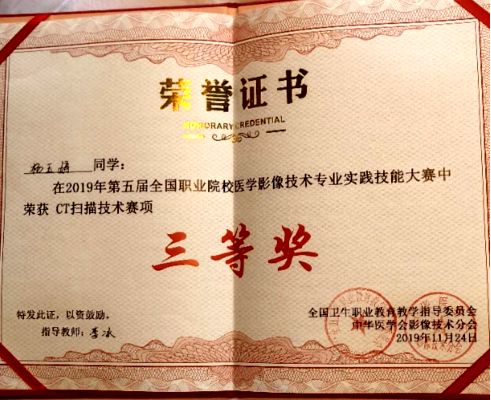 荣誉证书
HONORARY CREDENTIAL
同学：
在2019年第五届全国职业院校医学影像技术专业实践技能大赛中
荣获 CT扫描技术赛项
三等奖
特发此证，以资鼓励。
全国卫生职业教育教学指导委员会
指导教师：李冰
中华医学会影像技术分会
2019年11月24日